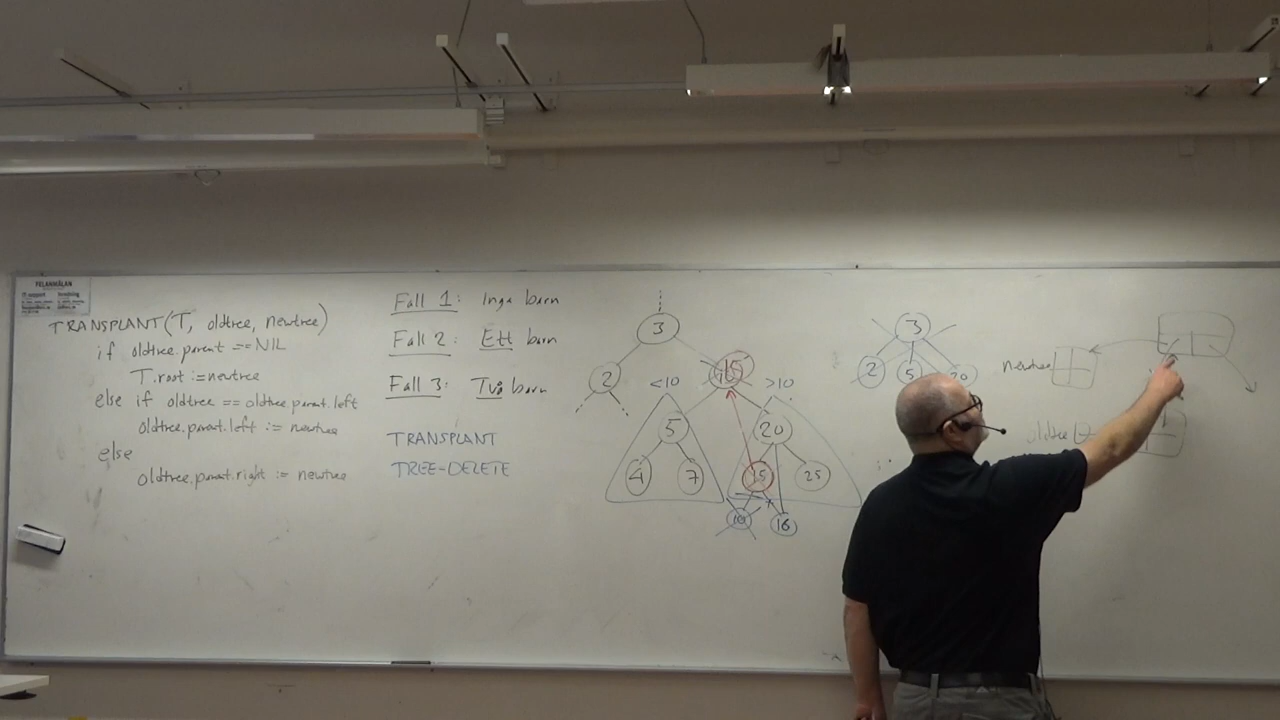 FELANMÄLAN
IT-support
TRANSPLANT(T, oldtree, newtree)
if oldtree.parent == NIL
T.root := newtree
else if oldtree == oldtree.parent.left
oldtree.parent.left := newtree
else
oldtree.parent.right := newtree
Fall 1: Inga barn
Fall 2: Ett barn
Fall 3: Två barn
TRANSPLANT
TREE-DELETE
3
2
15
<10
>10
5
20
4
7
15
25
10
16
3
2
5
20
newtree